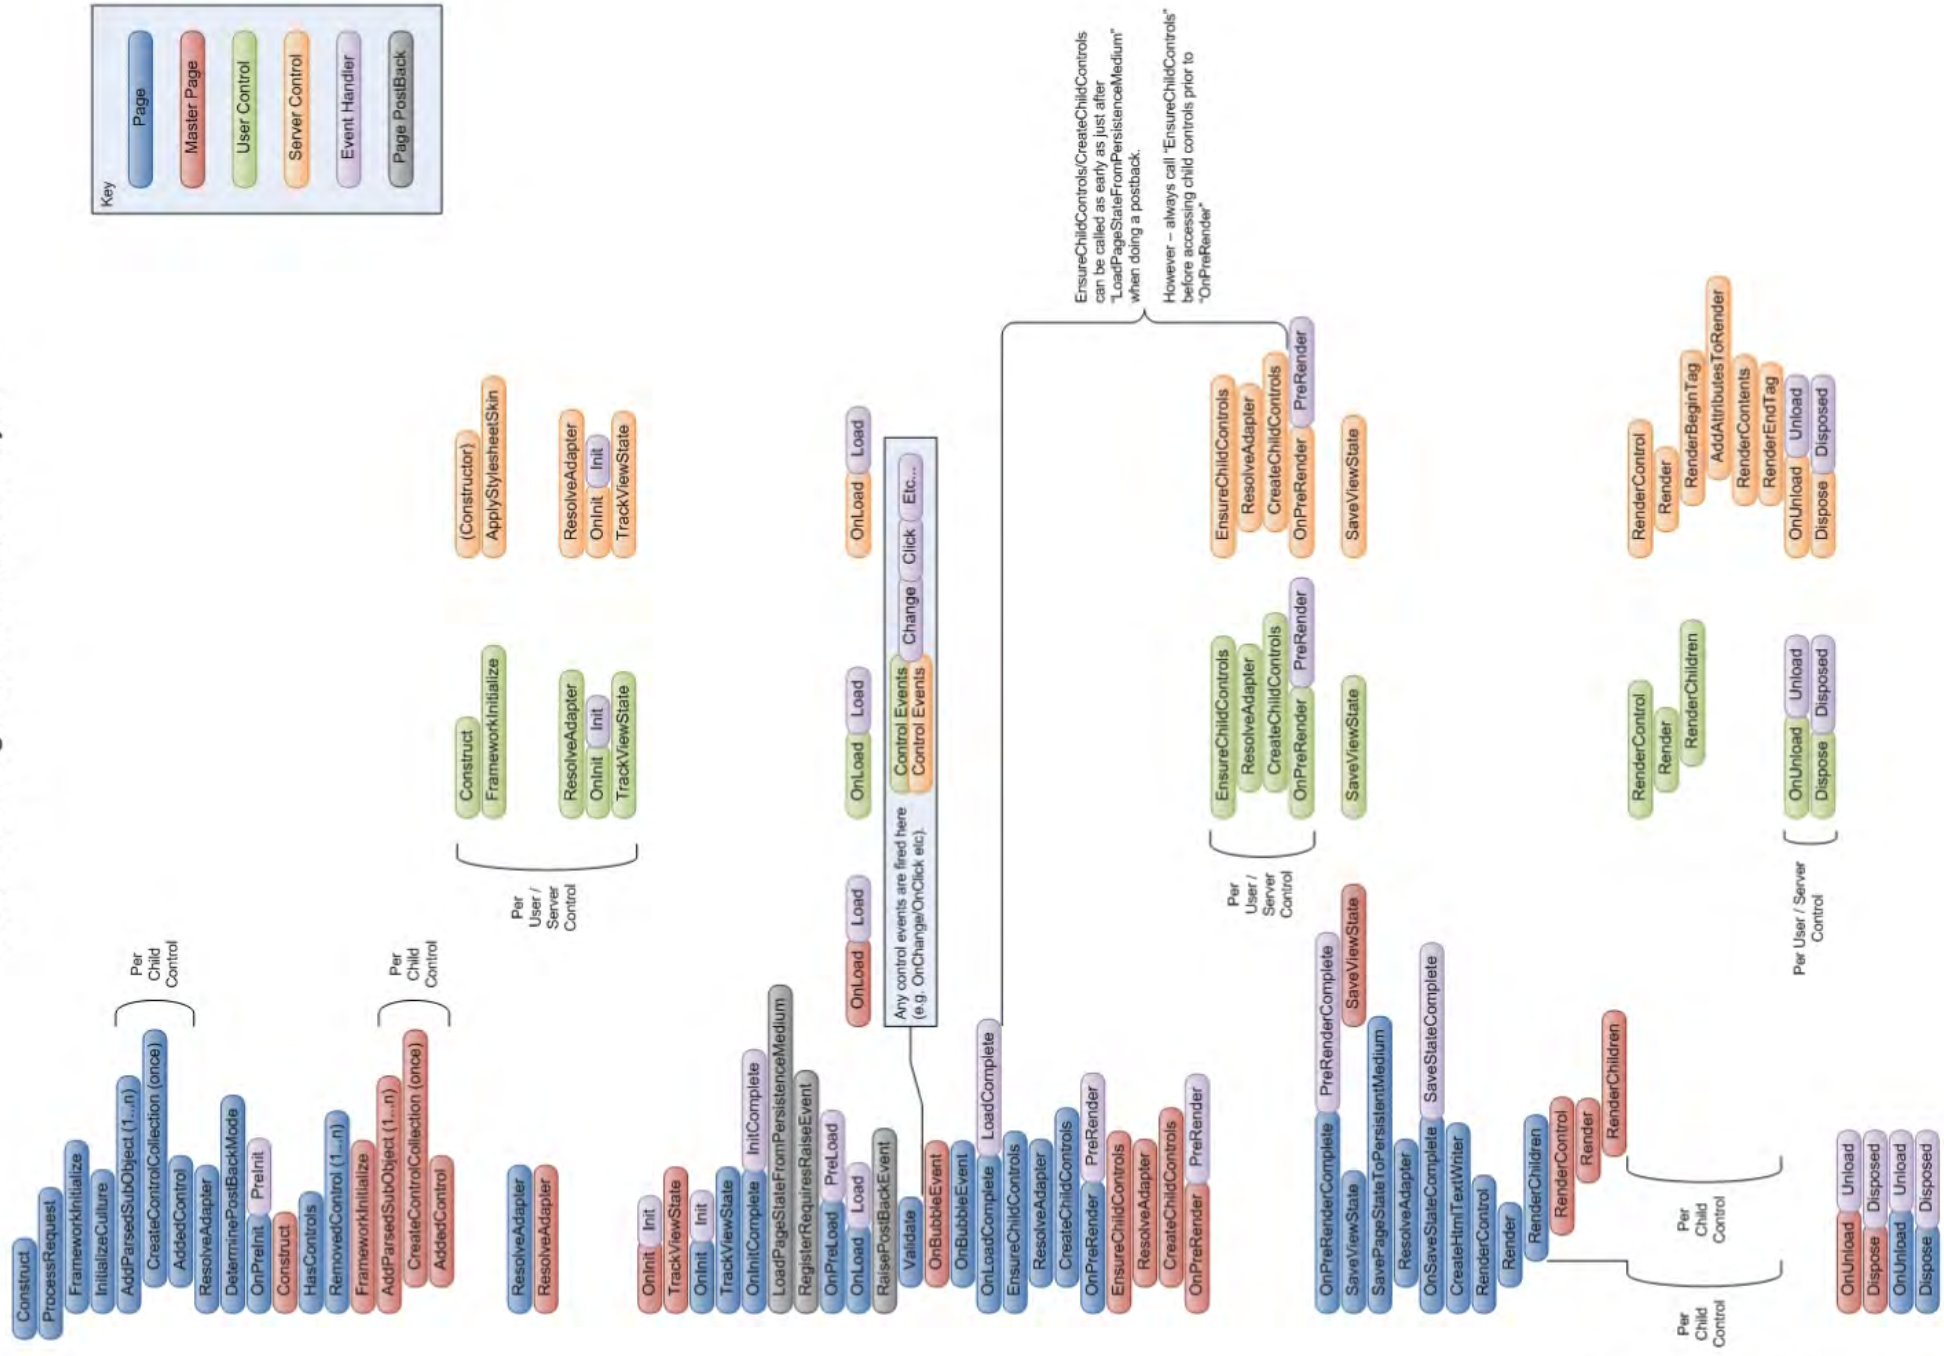 Key
Page
Master Page
User Control
Server Control
Event Handler
Page PostBack
Construct
ProcessRequest
FrameworkInitialize
InitializeCulture
AddParsedSubObject (1...n)
CreateControlCollection (once)
AddedControl
Per
Child
Control
ResolveAdapter
DeterminePostBackMode
OnPreInit PreInit
Construct
HasControls
RemovedControl (1...n)
FrameworkInitialize
AddParsedSubObject (1...n)
CreateControlCollection (once)
AddedControl
Per
Child
Control
Per
User /
Server
Control
Construct
(Constructor)
FrameworkInitialize
ApplyStylesheetSkin
ResolveAdapter
ResolveAdapter
ResolveAdapter
ResolveAdapter
OnInit Init
OnInit Init
TrackViewState
TrackViewState
OnInit Init
TrackViewState
OnInit Init
TrackViewState
OnInitComplete InitComplete
LoadPageStateFromPersistenceMedium
RegisterRequiresRaiseEvent
OnPreLoad PreLoad
OnLoad Load
OnLoad Load
OnLoad Load
OnLoad Load
RaisePostBackEvent
Any control events are fired here
(e.g. OnChange/OnClick etc).
Control Events
Control Events
Change Click Etc...
Validate
OnBubbleEvent
OnBubbleEvent
OnLoadComplete LoadComplete
EnsureChildControls
ResolveAdapter
CreateChildControls
OnPreRender PreRender
EnsureChildControls
ResolveAdapter
CreateChildControls
OnPreRender PreRender
EnsureChildControls/CreateChildControls
can be called as early as just after
"LoadPageStateFromPersistenceMedium"
when doing a postback.
However – always call "EnsureChildControls"
before accessing child controls prior to
"OnPreRender"
Per
User /
Server
Control
EnsureChildControls
ResolveAdapter
CreateChildControls
OnPreRender PreRender
EnsureChildControls
ResolveAdapter
CreateChildControls
OnPreRender PreRender
OnPreRenderComplete PreRenderComplete
SaveViewState
SaveViewState
SaveViewState
SaveViewState
SavePageStateToPersistentMedium
ResolveAdapter
OnSaveStateComplete SaveStateComplete
CreateHtmlTextWriter
RenderControl
Render
RenderChildren
RenderControl
Render
RenderChildren
RenderControl
Render
RenderChildren
RenderControl
Render
RenderBeginTag
AddAttributesToRender
RenderContents
RenderEndTag
Per
Child
Control
Per
Child
Control
Per User / Server
Control
OnUnload Unload
Dispose Disposed
OnUnload Unload
Dispose Disposed
OnUnload Unload
Dispose Disposed
OnUnload Unload
Dispose Disposed